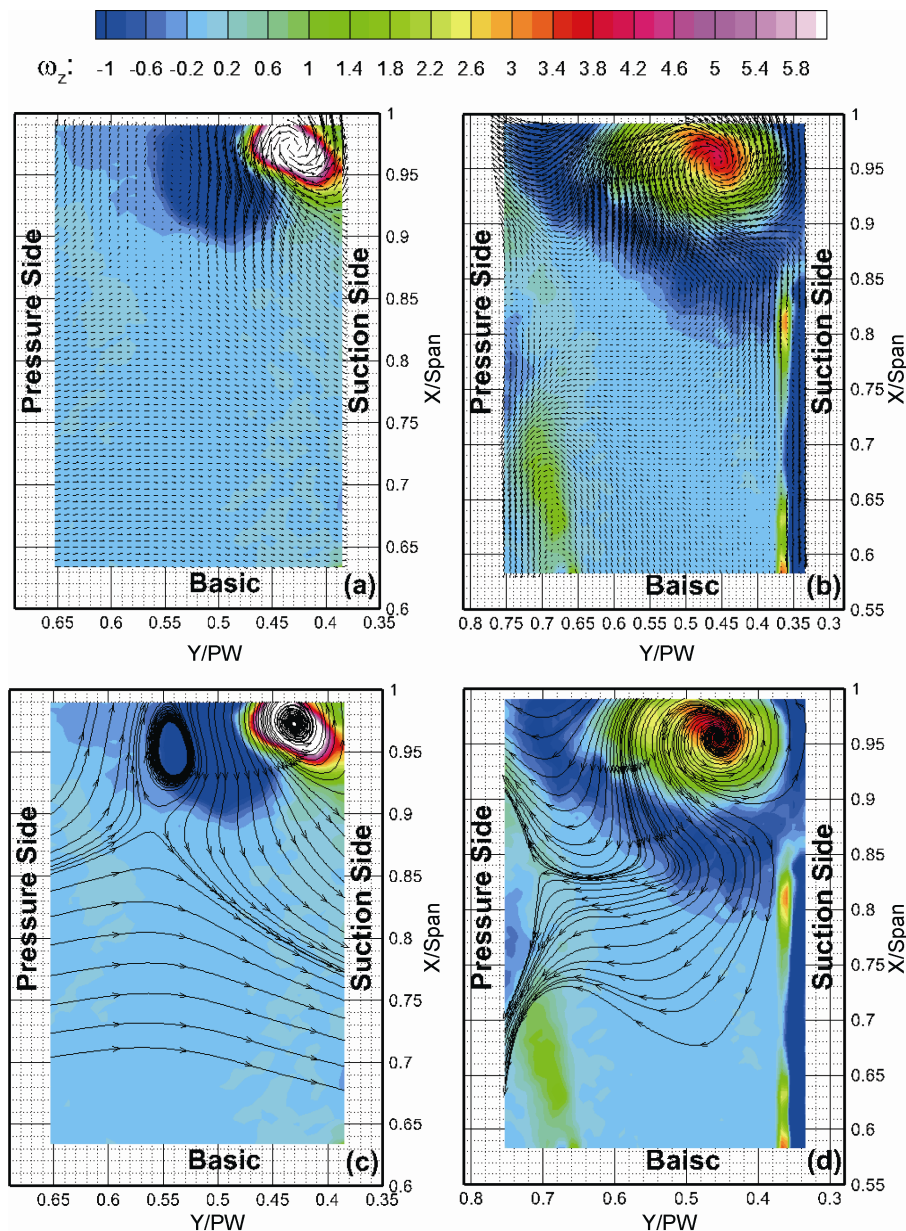 ω_z: -1 -0.6 -0.2 0.2 0.6 1 1.4 1.8 2.2 2.6 3 3.4 3.8 4.2 4.6 5 5.4 5.8
Pressure Side
Suction Side
Basic (a)
1
0.95
0.9
0.85
0.8
0.75
0.7
0.65
0.6
X/Span
0.65 0.6 0.55 0.5 0.45 0.4 0.35
Y/PW
Pressure Side
Suction Side
Baisc (b)
1
0.95
0.9
0.85
0.8
0.75
0.7
0.65
0.6
0.55
X/Span
0.8 0.75 0.7 0.65 0.6 0.55 0.5 0.45 0.4 0.35 0.3
Y/PW
Pressure Side
Suction Side
Basic (c)
1
0.95
0.9
0.85
0.8
0.75
0.7
0.65
0.6
X/Span
0.65 0.6 0.55 0.5 0.45 0.4 0.35
Y/PW
Pressure Side
Suction Side
Baisc (d)
1
0.95
0.9
0.85
0.8
0.75
0.7
0.65
0.6
0.55
X/Span
0.8 0.7 0.6 0.5 0.4 0.3
Y/PW